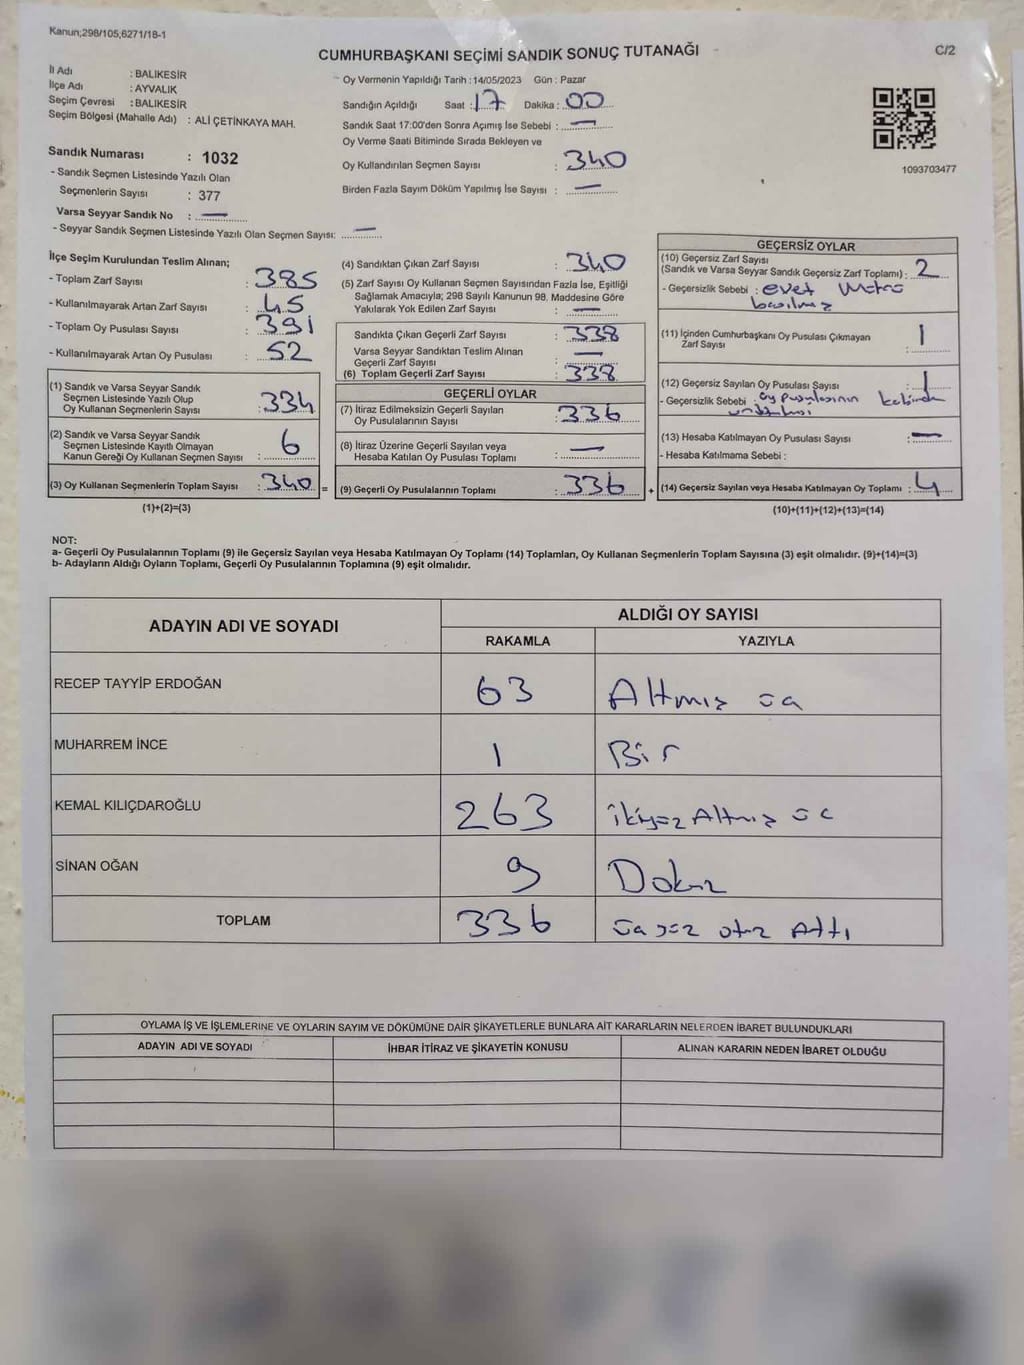 Kanun;298/105,6271/18-1
CUMHURBAŞKANI SEÇİMİ SANDIK SONUÇ TUTANAĞI
C/2
İl Adı : BALIKESİR
İlçe Adı : AYVALIK
Seçim Çevresi : BALIKESİR
Seçim Bölgesi (Mahalle Adı) : ALİ ÇETİNKAYA MAH.
Sandık Numarası : 1032
- Sandık Seçmen Listesinde Yazılı Olan
Seçmenlerin Sayısı : 377
Varsa Seyyar Sandık No : —
- Seyyar Sandık Seçmen Listesinde Yazılı Olan Seçmen Sayısı: —
Oy Vermenin Yapıldığı Tarih : 14/05/2023 Gün : Pazar
Sandığın Açıldığı Saat : 17 Dakika : 00
Sandık Saat 17:00'den Sonra Açımış İse Sebebi : —
Oy Verme Saati Bitiminde Sırada Bekleyen ve
Oy Kullandırılan Seçmen Sayısı : 340
Birden Fazla Sayım Döküm Yapılmış İse Sayısı : —
1093703477
İlçe Seçim Kurulundan Teslim Alınan;
- Toplam Zarf Sayısı : 385
- Kullanılmayarak Artan Zarf Sayısı : 45
- Toplam Oy Pusulası Sayısı : 391
- Kullanılmayarak Artan Oy Pusulası : 52
(1) Sandık ve Varsa Seyyar Sandık
Seçmen Listesinde Yazılı Olup
Oy Kullanan Seçmenlerin Sayısı : 334
(2) Sandık ve Varsa Seyyar Sandık
Seçmen Listesinde Kayıtlı Olmayan
Kanun Gereği Oy Kullanan Seçmen Sayısı : 6
(3) Oy Kullanan Seçmenlerin Toplam Sayısı : 340 =
(1)+(2)=(3)
(4) Sandıktan Çıkan Zarf Sayısı : 340
(5) Zarf Sayısı Oy Kullanan Seçmen Sayısından Fazla İse, Eşitliği
Sağlamak Amacıyla; 298 Sayılı Kanunun 98. Maddesine Göre
Yakılarak Yok Edilen Zarf Sayısı : —
Sandıkta Çıkan Geçerli Zarf Sayısı : 338
Varsa Seyyar Sandıktan Teslim Alınan
Geçerli Zarf Sayısı : —
(6) Toplam Geçerli Zarf Sayısı : 338
GEÇERLİ OYLAR
(7) İtiraz Edilmeksizin Geçerli Sayılan
Oy Pusulalarının Sayısı : 336
(8) İtiraz Üzerine Geçerli Sayılan veya
Hesaba Katılan Oy Pusulası Toplamı : —
(9) Geçerli Oy Pusulalarının Toplamı : 336 +
GEÇERSİZ OYLAR
(10) Geçersiz Zarf Sayısı
(Sandık ve Varsa Seyyar Sandık Geçersiz Zarf Toplamı) : 2
- Geçersizlik Sebebi : evet
(11) İçinden Cumhurbaşkanı Oy Pusulası Çıkmayan
Zarf Sayısı : 1
(12) Geçersiz Sayılan Oy Pusulası Sayısı : 1
- Geçersizlik Sebebi : oy pusulasının kabinde
unutulması
(13) Hesaba Katılmayan Oy Pusulası Sayısı : —
- Hesaba Katılmama Sebebi :
(14) Geçersiz Sayılan veya Hesaba Katılmayan Oy Toplamı : 4
(10)+(11)+(12)+(13)=(14)
NOT:
a- Geçerli Oy Pusulalarının Toplamı (9) ile Geçersiz Sayılan veya Hesaba Katılmayan Oy Toplamı (14) Toplamları, Oy Kullanan Seçmenlerin Toplam Sayısına (3) eşit olmalıdır. (9)+(14)=(3)
b- Adayların Aldığı Oyların Toplamı, Geçerli Oy Pusulalarının Toplamına (9) eşit olmalıdır.
ADAYIN ADI VE SOYADI
ALDIĞI OY SAYISI
RAKAMLA YAZIYLA
RECEP TAYYİP ERDOĞAN 63 Altmış üç
MUHARREM İNCE 1 Bir
KEMAL KILIÇDAROĞLU 263 ikiyüz Altmış üç
SİNAN OĞAN 9 Dokuz
TOPLAM 336 üçyüz otuz Altı
OYLAMA İŞ VE İŞLEMLERİNE VE OYLARIN SAYIM VE DÖKÜMÜNE DAİR ŞİKAYETLERLE BUNLARA AİT KARARLARIN NELERDEN İBARET BULUNDUKLARI
ADAYIN ADI VE SOYADI İHBAR İTİRAZ VE ŞİKAYETİN KONUSU ALINAN KARARIN NEDEN İBARET OLDUĞU